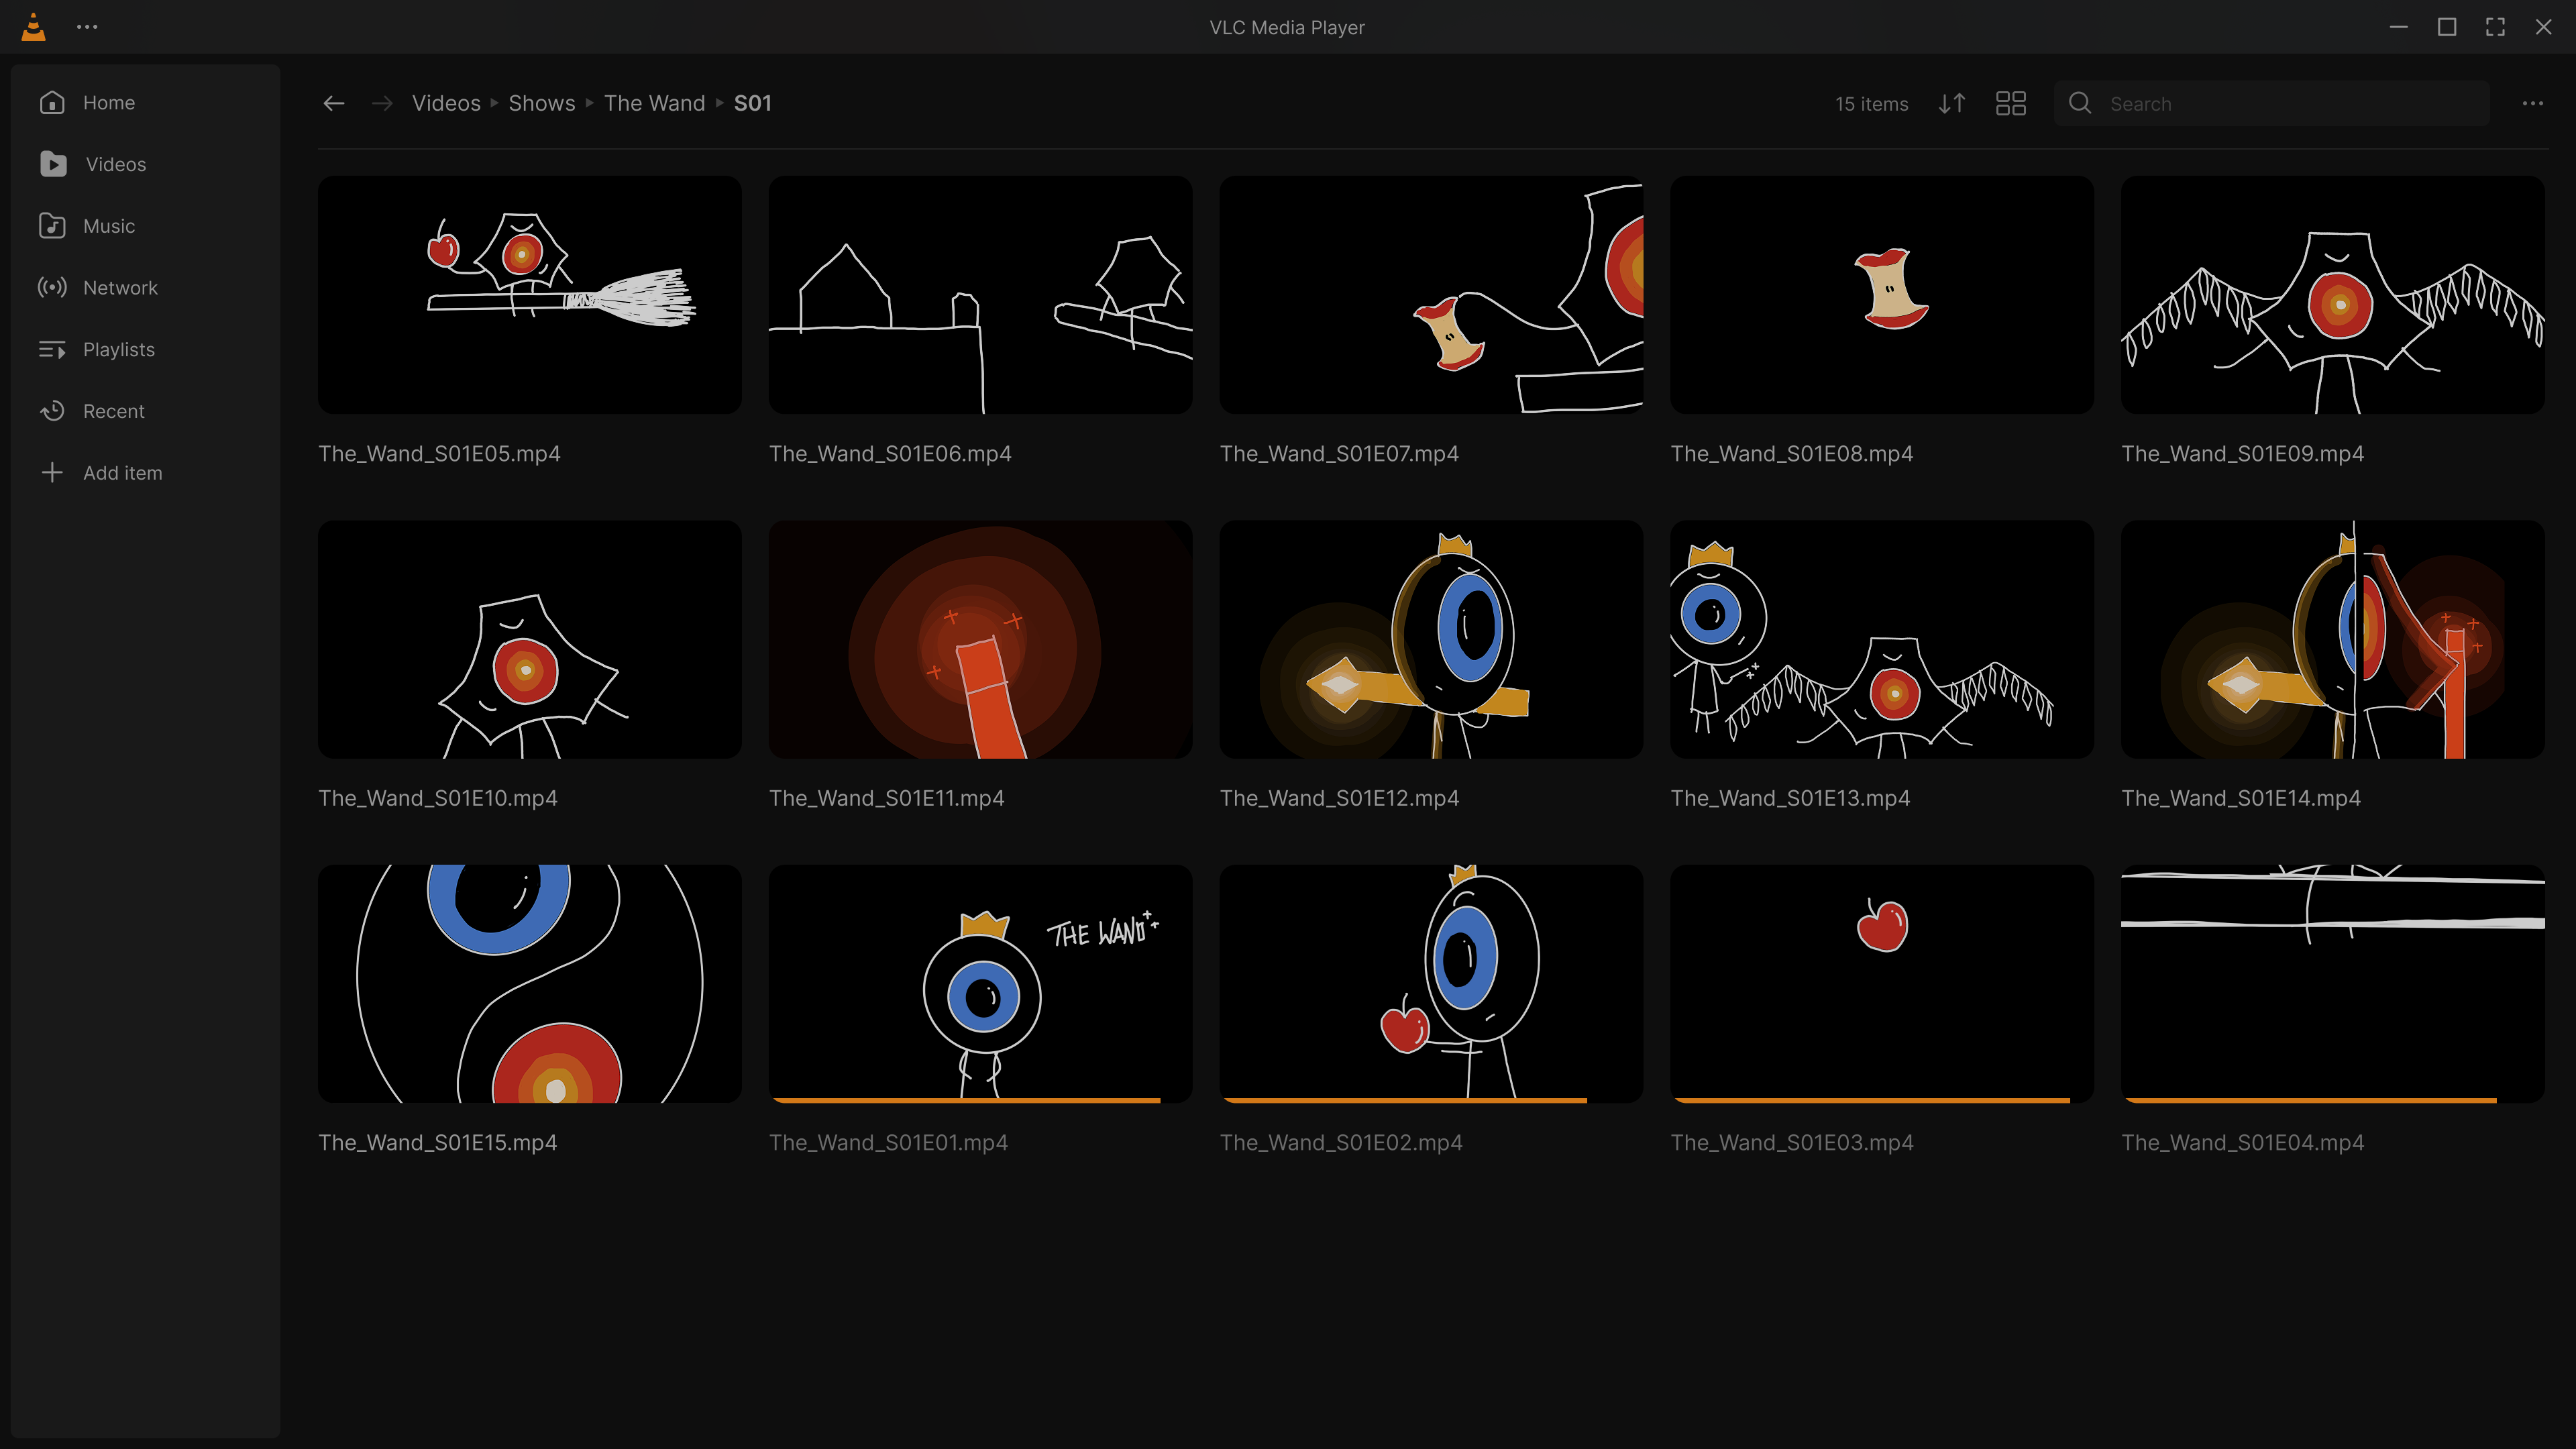 VLC Media Player
Home
Videos
Music
Network
Playlists
Recent
Add item
Videos Shows The Wand S01
15 items
Search
The_Wand_S01E05.mp4
The_Wand_S01E06.mp4
The_Wand_S01E07.mp4
The_Wand_S01E08.mp4
The_Wand_S01E09.mp4
The_Wand_S01E10.mp4
The_Wand_S01E11.mp4
The_Wand_S01E12.mp4
The_Wand_S01E13.mp4
The_Wand_S01E14.mp4
THE WAND
The_Wand_S01E15.mp4
The_Wand_S01E01.mp4
The_Wand_S01E02.mp4
The_Wand_S01E03.mp4
The_Wand_S01E04.mp4